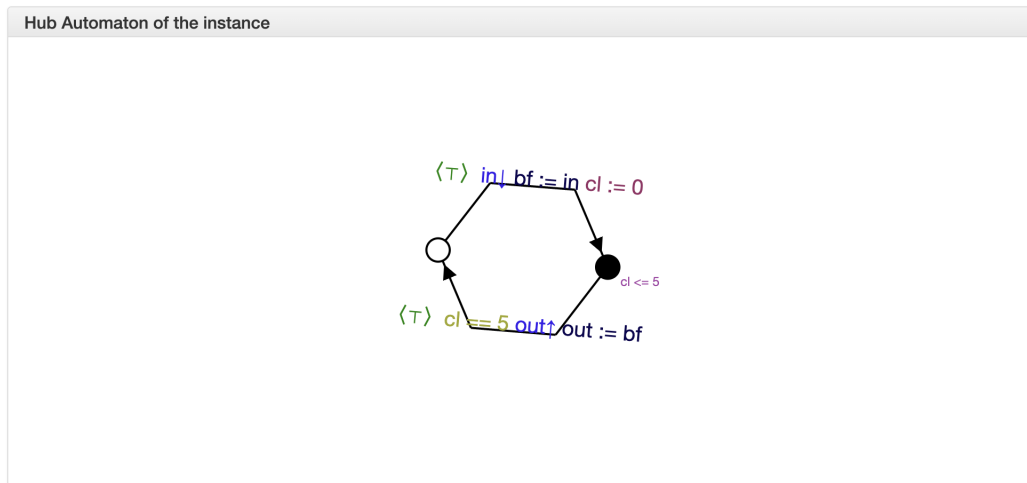 Hub Automaton of the instance
⟨⊤⟩ in↓ bf := in cl := 0
cl <= 5
⟨⊤⟩ cl == 5 out↑ out := bf